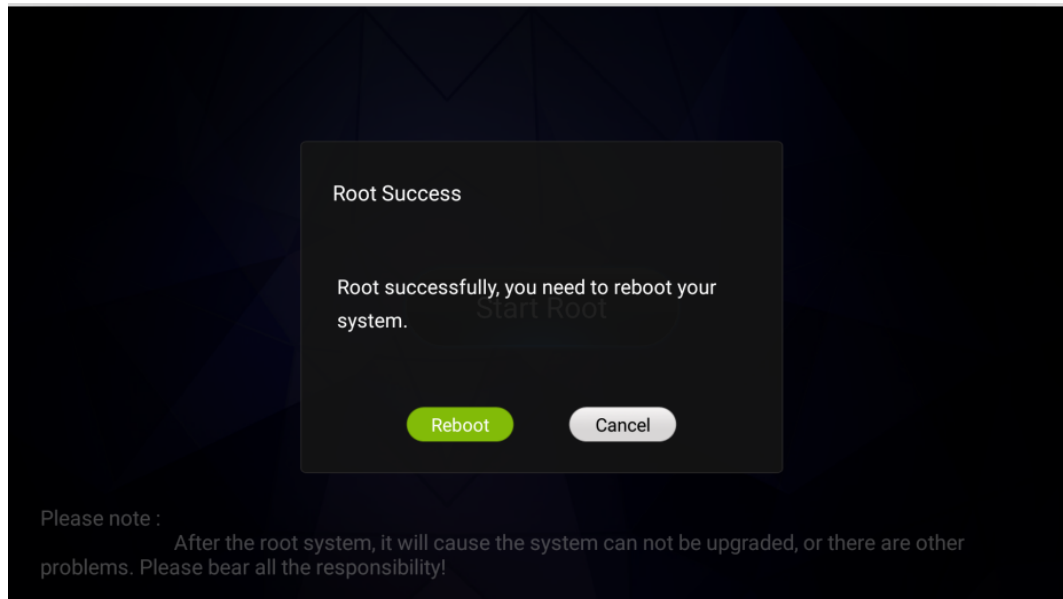 Root Success
Root successfully, you need to reboot your
Start Root
system.
Reboot
Cancel
Please note :
After the root system, it will cause the system can not be upgraded, or there are other
problems. Please bear all the responsibility!